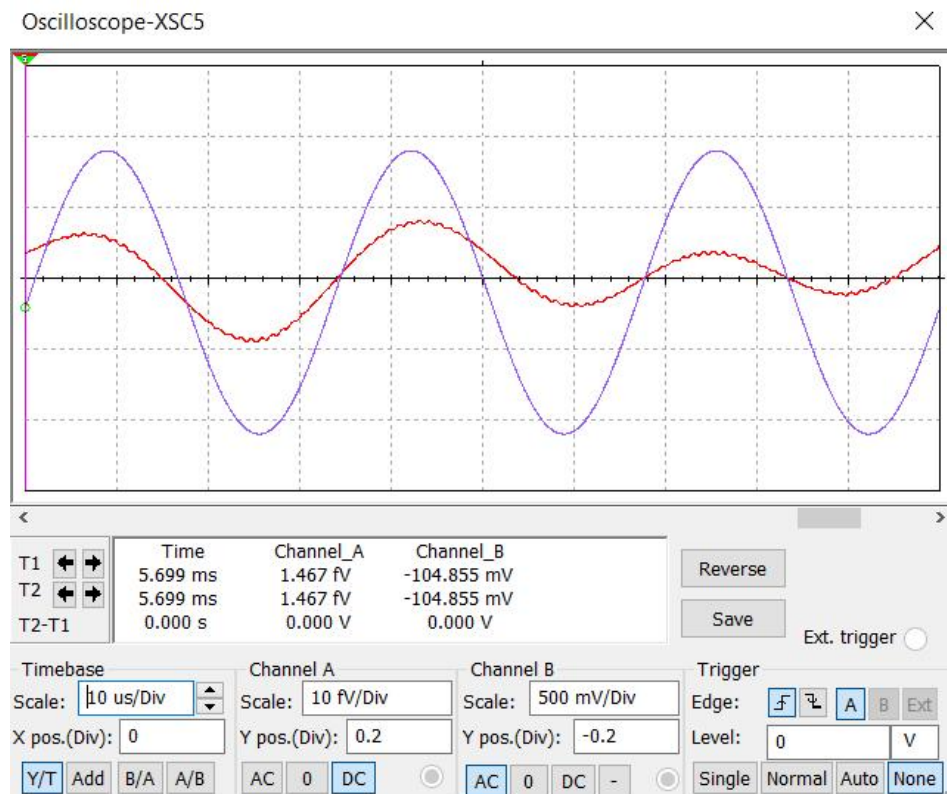 Oscilloscope-XSC5
T
Time Channel_A Channel_B
T1 5.699 ms 1.467 fV -104.855 mV
T2 5.699 ms 1.467 fV -104.855 mV
T2-T1 0.000 s 0.000 V 0.000 V
Reverse
Save
Ext. trigger
Timebase
Scale: 10 us/Div
X pos.(Div): 0
Y/T Add B/A A/B
Channel A
Scale: 10 fV/Div
Y pos.(Div): 0.2
AC 0 DC
Channel B
Scale: 500 mV/Div
Y pos.(Div): -0.2
AC 0 DC -
Trigger
Edge: A B Ext
Level: 0 V
Single Normal Auto None